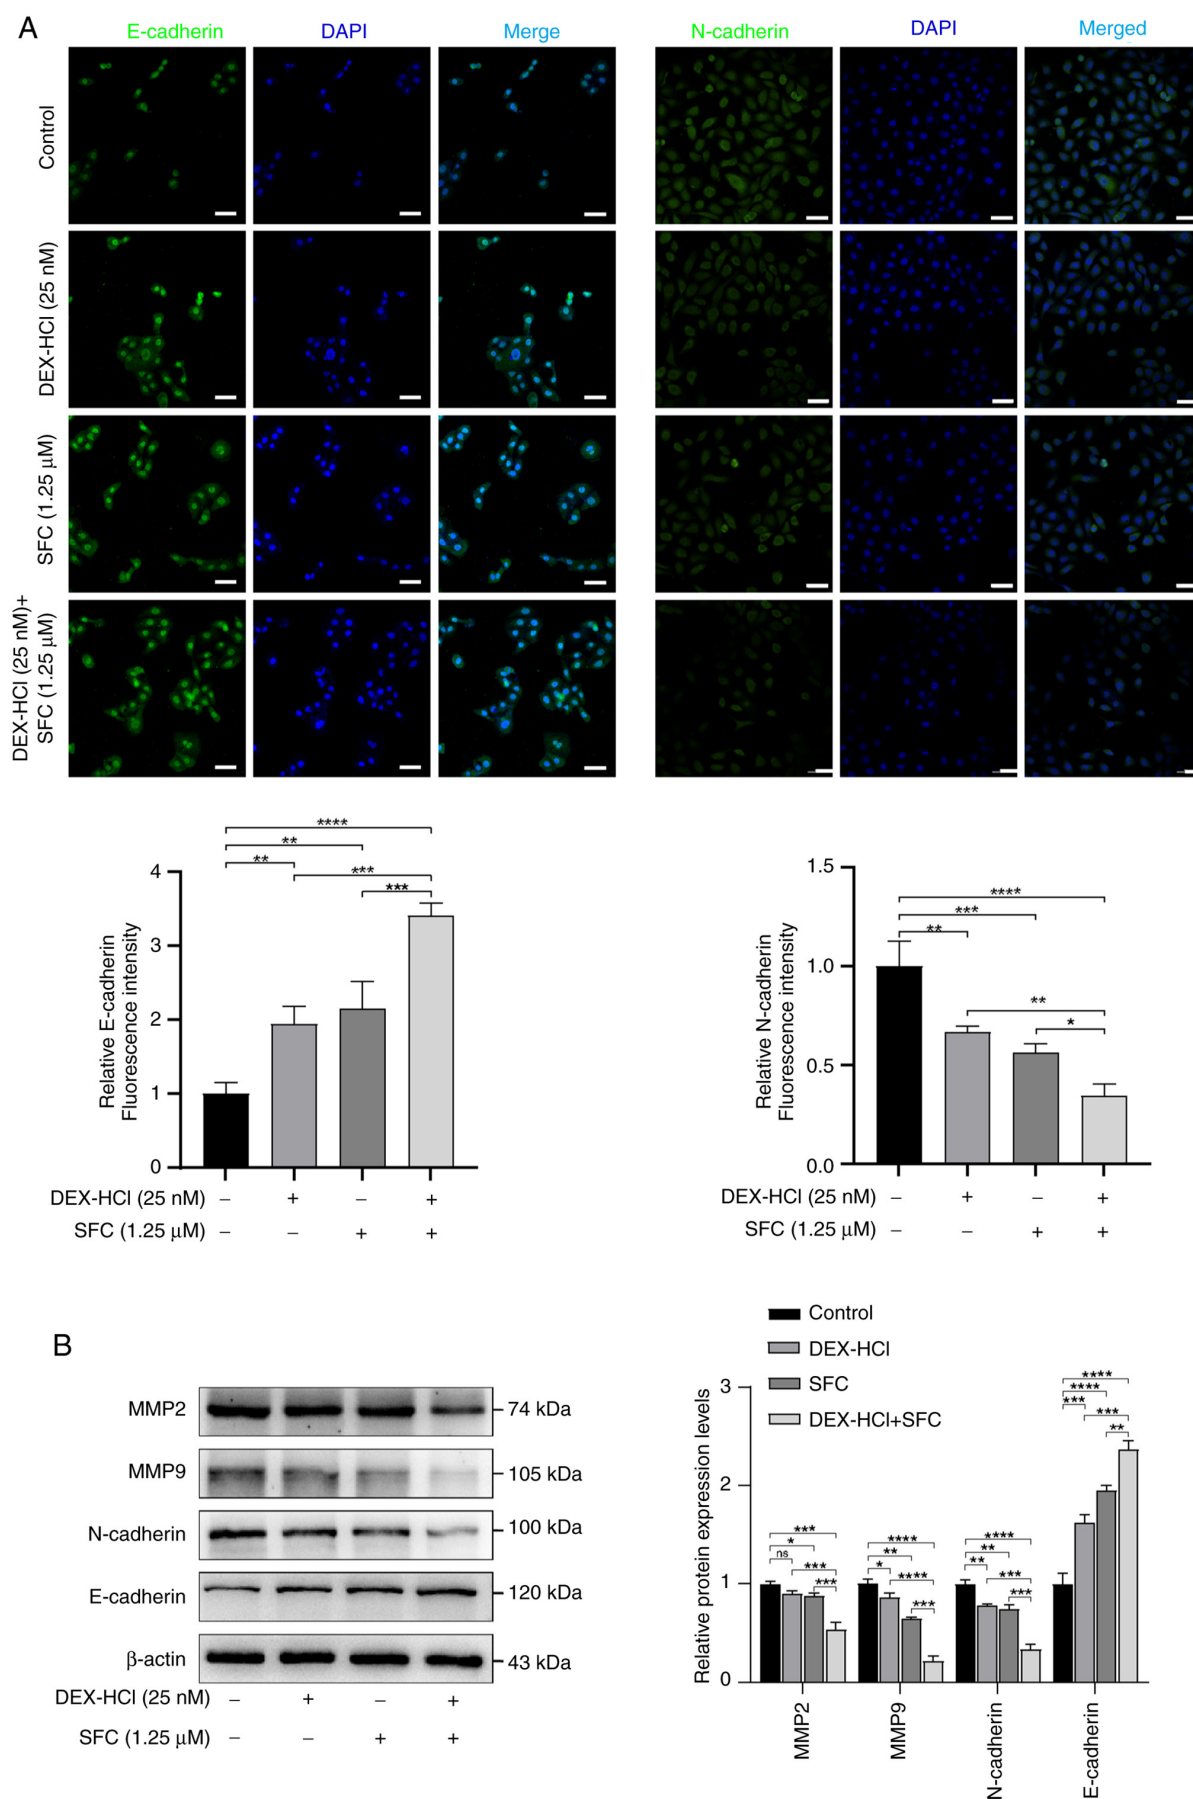 A
E-cadherin DAPI Merge N-cadherin DAPI Merged
Control
DEX-HCl (25 nM)
SFC (1.25 μM)
DEX-HCl (25 nM)+
SFC (1.25 μM)
Relative E-cadherin
Fluorescence intensity
4
3
2
1
0
**** 
** 
** 
*** 
***
DEX-HCl (25 nM) – + – +
SFC (1.25 μM) – – + +
Relative N-cadherin
Fluorescence intensity
1.5
1.0
0.5
0.0
****
***
**
**
*
DEX-HCl (25 nM) – + – +
SFC (1.25 μM) – – + +
B
MMP2 74 kDa
MMP9 105 kDa
N-cadherin 100 kDa
E-cadherin 120 kDa
β-actin 43 kDa
DEX-HCl (25 nM) – + – +
SFC (1.25 μM) – – + +
Control
DEX-HCl
SFC
DEX-HCl+SFC
Relative protein expression levels
3
2
1
0
***
*
ns
***
***
****
**
*
****
***
****
**
**
***
***
****
****
***
***
**
MMP2
MMP9
N-cadherin
E-cadherin